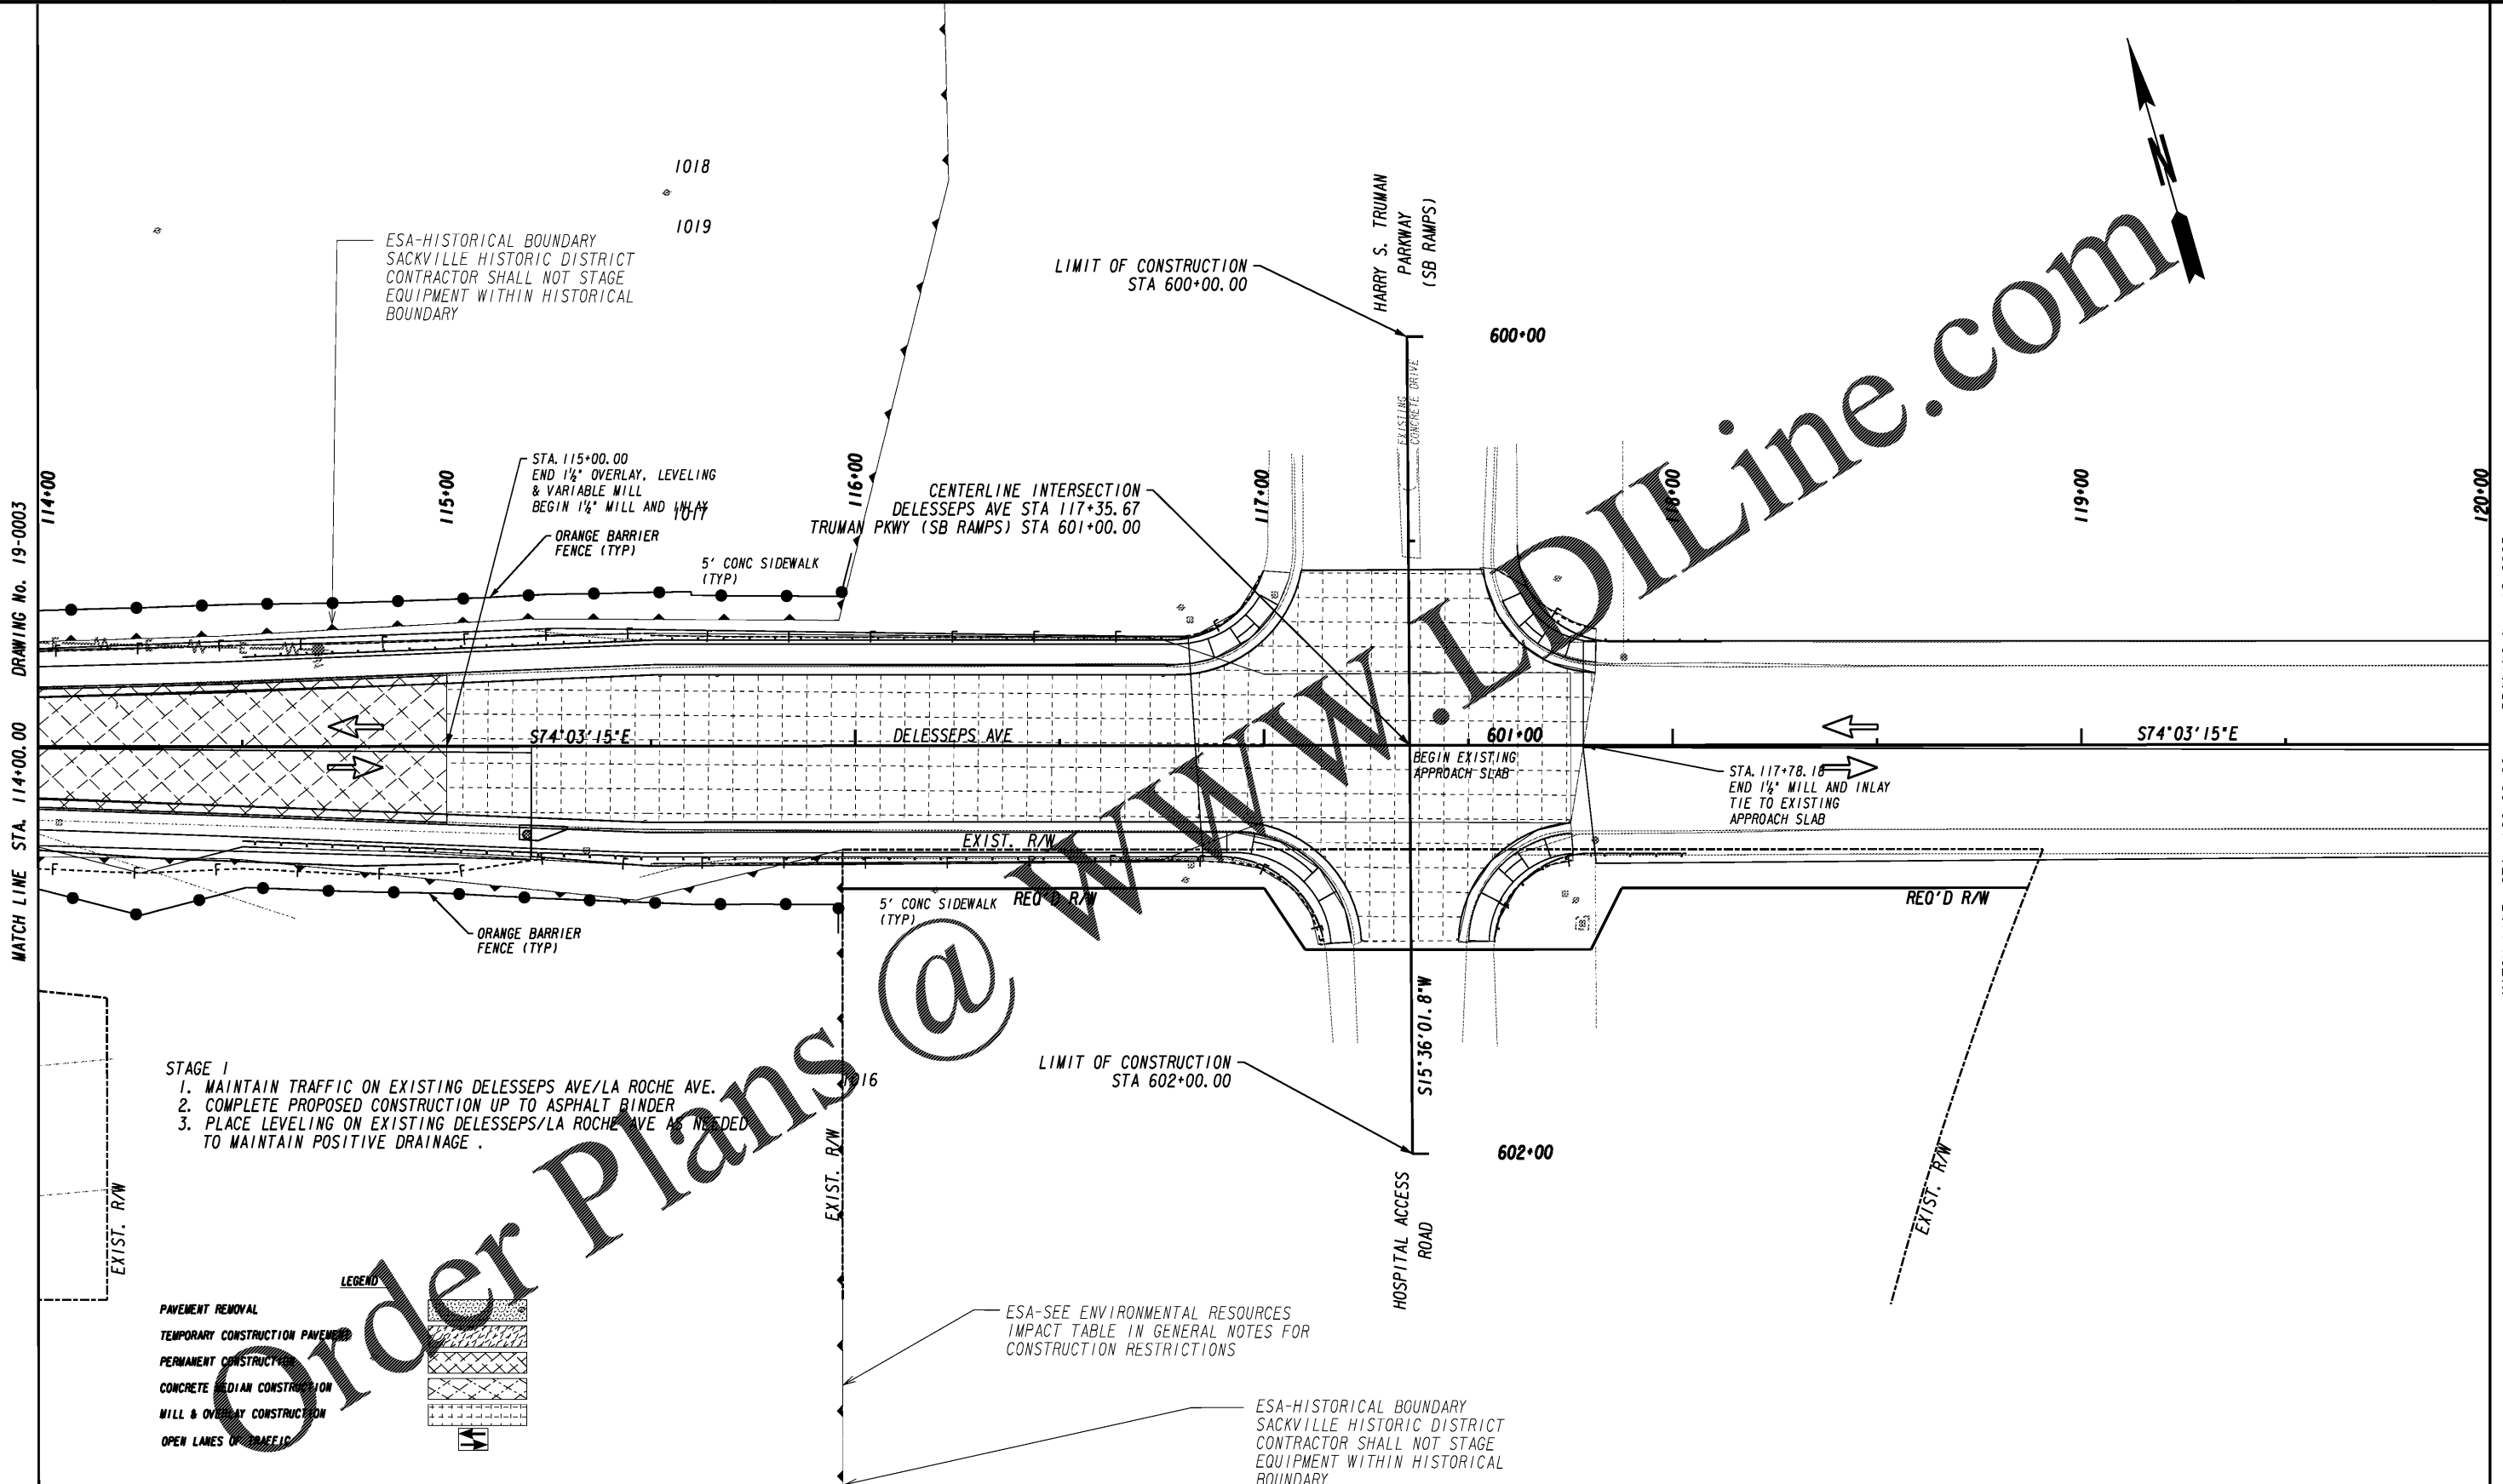 1018
1019
ESA-HISTORICAL BOUNDARY
SACKVILLE HISTORIC DISTRICT
CONTRACTOR SHALL NOT STAGE
EQUIPMENT WITHIN HISTORICAL
BOUNDARY
LIMIT OF CONSTRUCTION
STA 600+00.00
HARRY S. TRUMAN
PARKWAY
(SB RAMPS)
N
600+00
EXISTING
CONCRETE DRIVE
MATCH LINE STA. 114+00.00 DRAWING No. 19-0003
114+00
115+00
116+00
117+00
118+00
119+00
120+00
STA. 115+00.00
END 1½" OVERLAY, LEVELING
& VARIABLE MILL
BEGIN 1½" MILL AND INLAY
1017
ORANGE BARRIER
FENCE (TYP)
5' CONC SIDEWALK
(TYP)
CENTERLINE INTERSECTION
DELESSEPS AVE STA 117+35.67
TRUMAN PKWY (SB RAMPS) STA 601+00.00
S74°03'15"E
DELESSEPS AVE
601+00
S74°03'15"E
BEGIN EXISTING
APPROACH SLAB
STA. 117+78.18
END 1½" MILL AND INLAY
TIE TO EXISTING
APPROACH SLAB
EXIST. R/W
REQ'D R/W
REQ'D R/W
5' CONC SIDEWALK
(TYP)
ORANGE BARRIER
FENCE (TYP)
S15°36'01.8"W
LIMIT OF CONSTRUCTION
STA 602+00.00
602+00
1016
STAGE 1
1. MAINTAIN TRAFFIC ON EXISTING DELESSEPS AVE/LA ROCHE AVE.
2. COMPLETE PROPOSED CONSTRUCTION UP TO ASPHALT BINDER
3. PLACE LEVELING ON EXISTING DELESSEPS/LA ROCHE AVE AS NEEDED
TO MAINTAIN POSITIVE DRAINAGE .
EXIST. R/W
EXIST. R/W
EXIST. R/W
HOSPITAL ACCESS
ROAD
LEGEND
PAVEMENT REMOVAL
TEMPORARY CONSTRUCTION PAVEMENT
PERMANENT CONSTRUCTION
CONCRETE MEDIAN CONSTRUCTION
MILL & OVERLAY CONSTRUCTION
OPEN LANES OF TRAFFIC
ESA-SEE ENVIRONMENTAL RESOURCES
IMPACT TABLE IN GENERAL NOTES FOR
CONSTRUCTION RESTRICTIONS
ESA-HISTORICAL BOUNDARY
SACKVILLE HISTORIC DISTRICT
CONTRACTOR SHALL NOT STAGE
EQUIPMENT WITHIN HISTORICAL
BOUNDARY
Order Plans @ www.LDILine.com